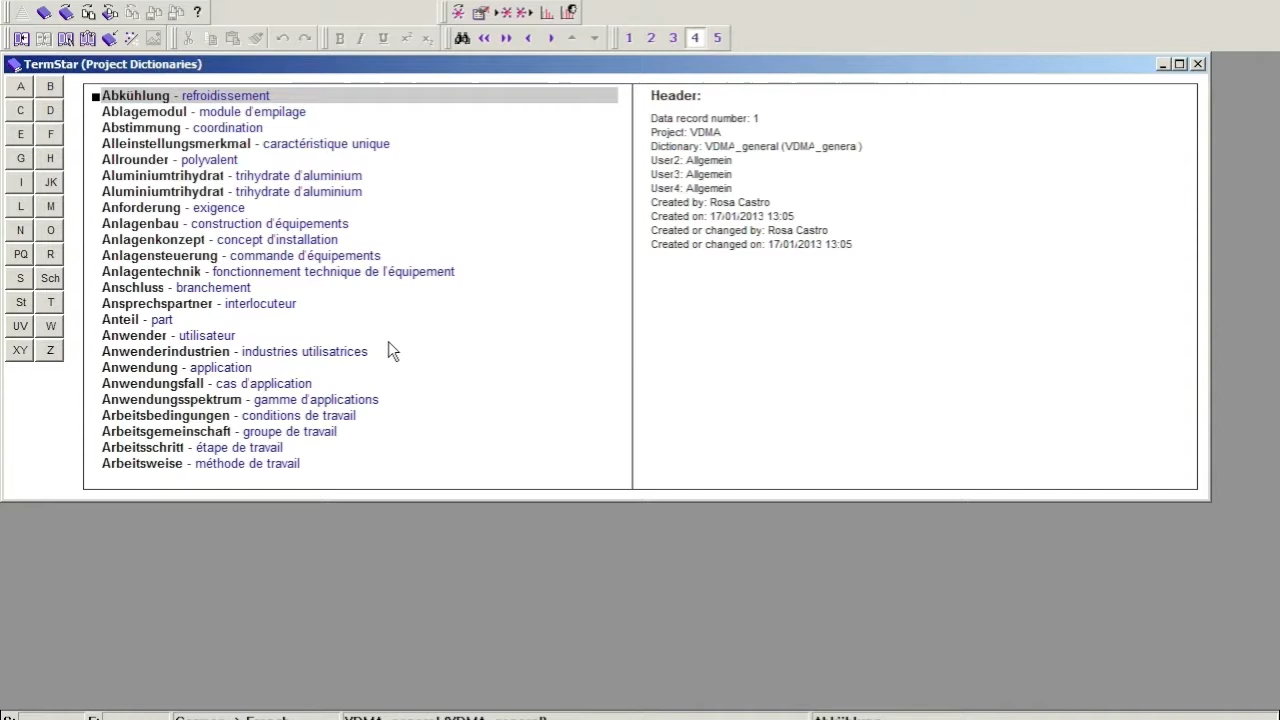 ?
B I U x² x₂
1 2 3 4 5
TermStar (Project Dictionaries)
A B
C D
E F
G H
I JK
L M
N O
PQ R
S Sch
St T
UV W
XY Z
Abkühlung - refroidissement
Ablagemodul - module d'empilage
Abstimmung - coordination
Alleinstellungsmerkmal - caractéristique unique
Allrounder - polyvalent
Aluminiumtrihydrat - trihydrate d'aluminium
Aluminiumtrihydrat - trihydrate d'aluminium
Anforderung - exigence
Anlagenbau - construction d'équipements
Anlagenkonzept - concept d'installation
Anlagensteuerung - commande d'équipements
Anlagentechnik - fonctionnement technique de l'équipement
Anschluss - branchement
Ansprechspartner - interlocuteur
Anteil - part
Anwender - utilisateur
Anwenderindustrien - industries utilisatrices
Anwendung - application
Anwendungsfall - cas d'application
Anwendungsspektrum - gamme d'applications
Arbeitsbedingungen - conditions de travail
Arbeitsgemeinschaft - groupe de travail
Arbeitsschritt - étape de travail
Arbeitsweise - méthode de travail
Header:
Data record number: 1
Project: VDMA
Dictionary: VDMA_general (VDMA_genera )
User2: Allgemein
User3: Allgemein
User4: Allgemein
Created by: Rosa Castro
Created on: 17/01/2013 13:05
Created or changed by: Rosa Castro
Created or changed on: 17/01/2013 13:05